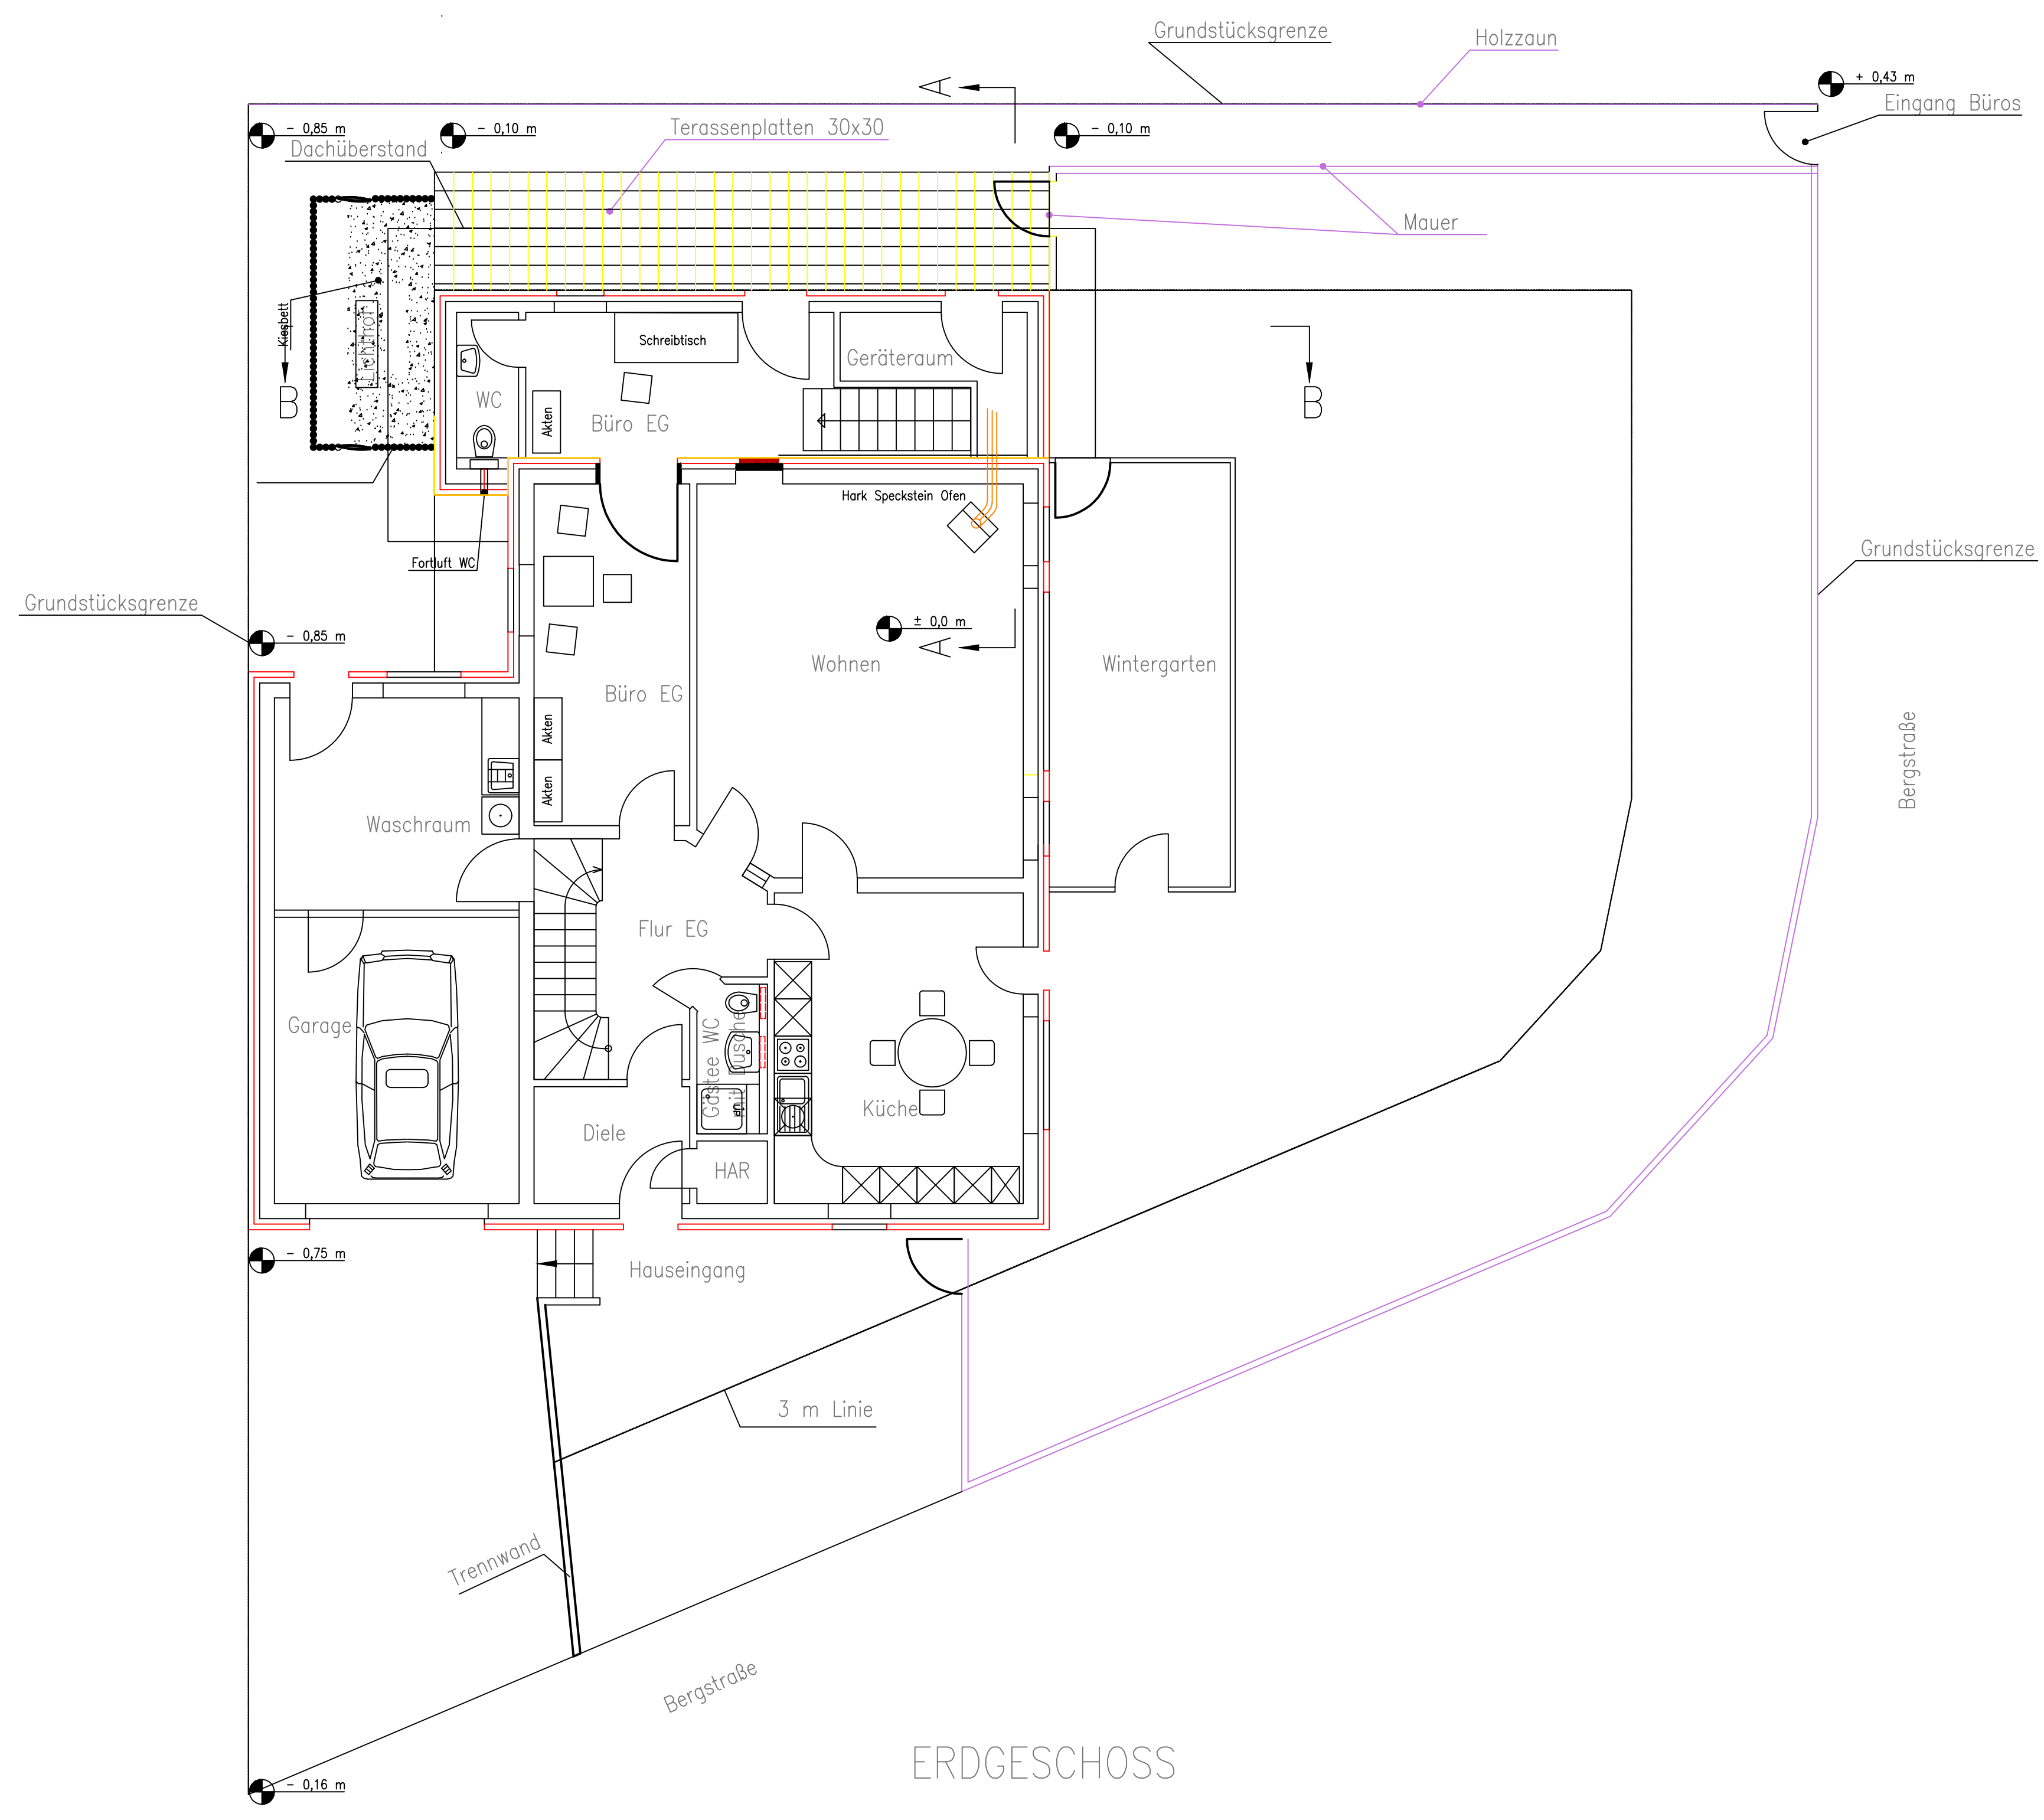 Grundstücksgrenze
Holzzaun
+ 0,43 m
Eingang Büros
A
- 0,85 m
- 0,10 m
Terassenplatten 30x30
- 0,10 m
Dachüberstand
Mauer
Kiesbett
Lichthof
B
Schreibtisch
Geräteraum
WC
Akten
Büro EG
B
Hark Speckstein Ofen
Fortluft WC
Grundstücksgrenze
Grundstücksgrenze
- 0,85 m
± 0,0 m
A
Wohnen
Wintergarten
Büro EG
Akten
Akten
Bergstraße
Waschraum
Flur EG
Garage
Gästee WC
mit Dusche
Küche
Diele
HAR
- 0,75 m
Hauseingang
3 m Linie
Trennwand
Bergstraße
ERDGESCHOSS
- 0,16 m